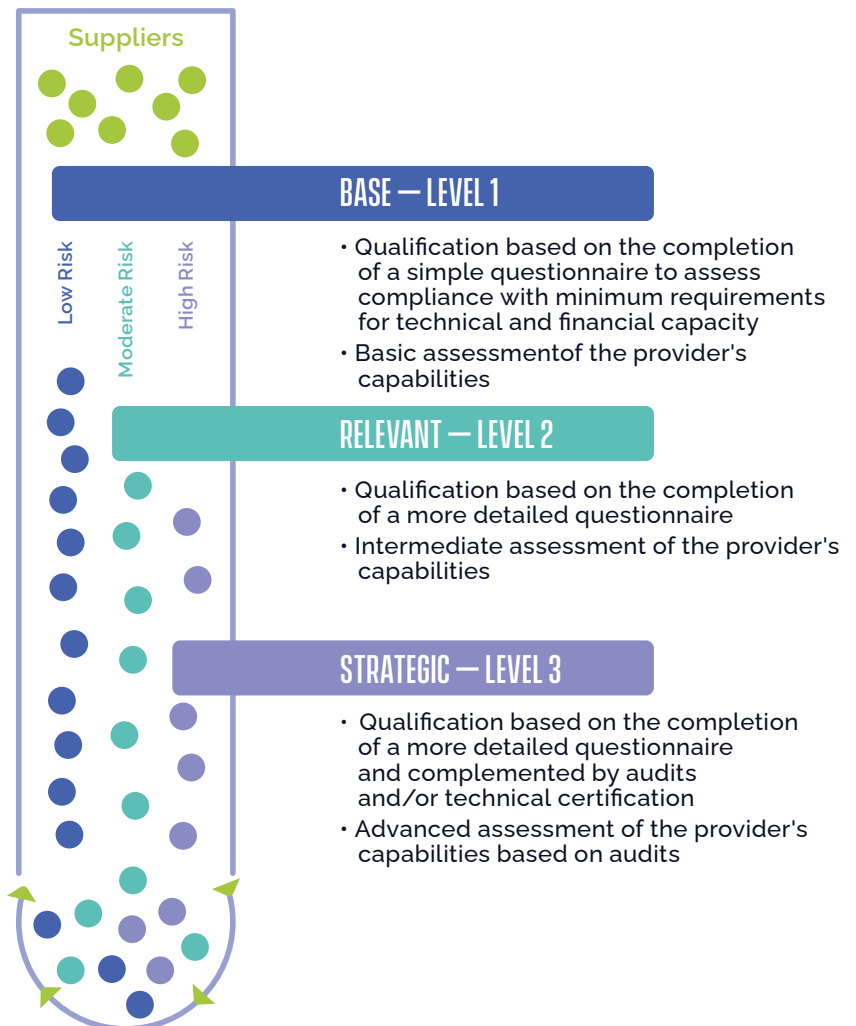 Suppliers
BASE — LEVEL 1
Low Risk
Moderate Risk
High Risk
• Qualification based on the completion
of a simple questionnaire to assess
compliance with minimum requirements
for technical and financial capacity
• Basic assessmentof the provider's
capabilities
RELEVANT — LEVEL 2
• Qualification based on the completion
of a more detailed questionnaire
• Intermediate assessment of the provider's
capabilities
STRATEGIC — LEVEL 3
• Qualification based on the completion
of a more detailed questionnaire
and complemented by audits
and/or technical certification
• Advanced assessment of the provider's
capabilities based on audits